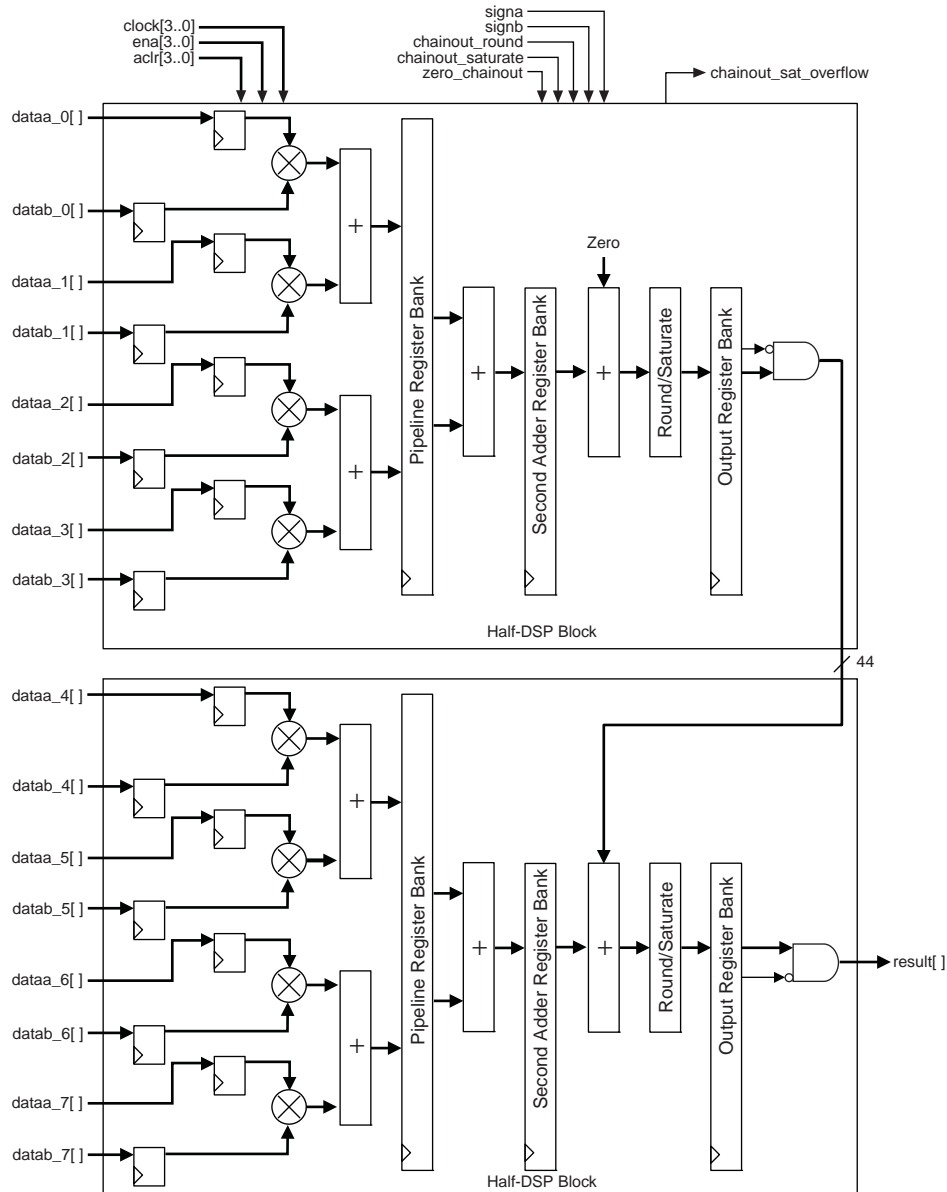 clock[3..0]
ena[3..0]
aclr[3..0]
signa
signb
chainout_round
chainout_saturate
zero_chainout
chainout_sat_overflow
dataa_0[ ]
datab_0[ ]
dataa_1[ ]
datab_1[ ]
dataa_2[ ]
datab_2[ ]
dataa_3[ ]
datab_3[ ]
+
+
Pipeline Register Bank
+
Second Adder Register Bank
Zero
+
Round/Saturate
Output Register Bank
Half-DSP Block
44
dataa_4[ ]
datab_4[ ]
dataa_5[ ]
datab_5[ ]
dataa_6[ ]
datab_6[ ]
dataa_7[ ]
datab_7[ ]
+
+
Pipeline Register Bank
+
Second Adder Register Bank
+
Round/Saturate
Output Register Bank
result[ ]
Half-DSP Block